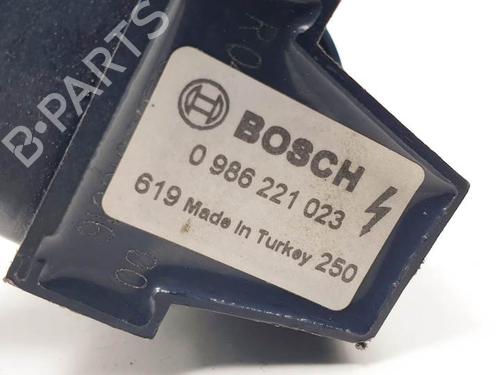 B-PARTS
BOSCH
0 986 221 023
619 Made in Turkey 250